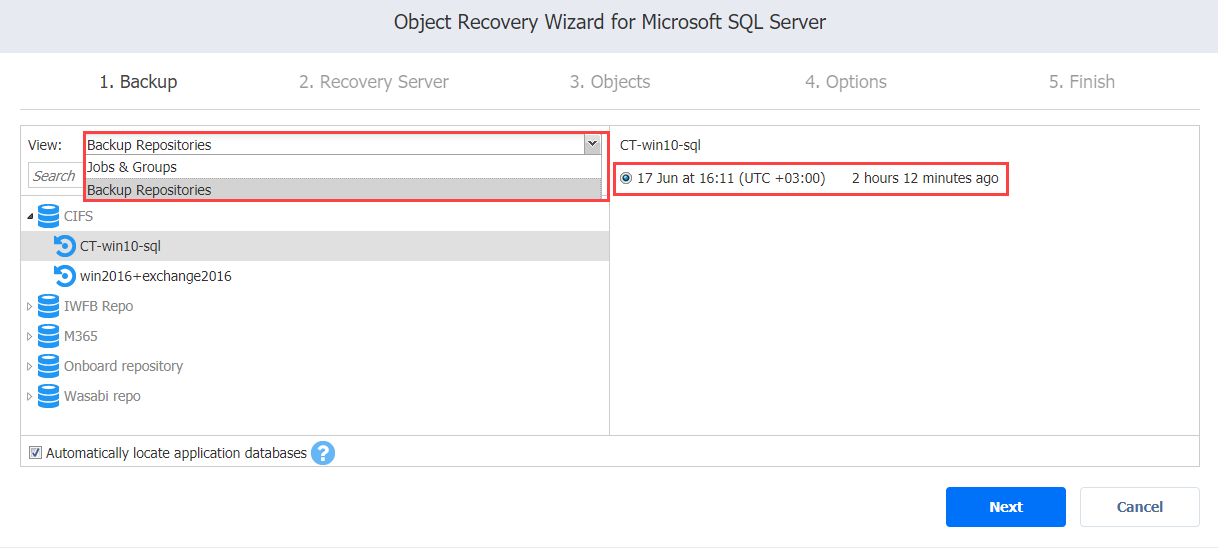 Object Recovery Wizard for Microsoft SQL Server
1. Backup 2. Recovery Server 3. Objects 4. Options 5. Finish
View: Backup Repositories
Jobs & Groups
Search
Backup Repositories
CIFS
CT-win10-sql
win2016+exchange2016
IWFB Repo
M365
Onboard repository
Wasabi repo
CT-win10-sql
17 Jun at 16:11 (UTC +03:00) 2 hours 12 minutes ago
Automatically locate application databases ?
Next Cancel